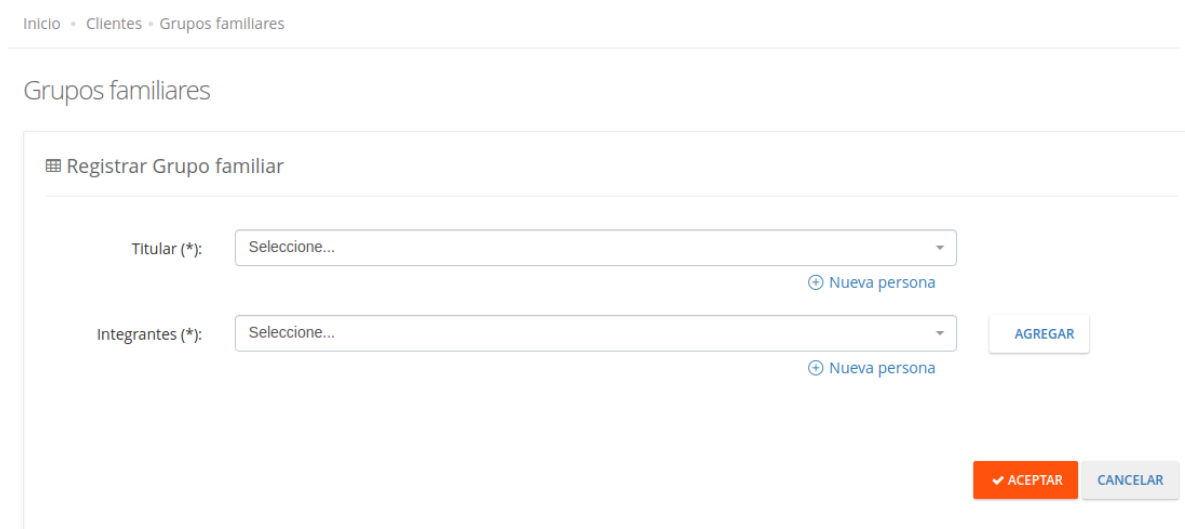 Inicio Clientes Grupos familiares
Grupos familiares
Registrar Grupo familiar
Titular (*): Seleccione...
Nueva persona
Integrantes (*): Seleccione... AGREGAR
Nueva persona
ACEPTAR CANCELAR